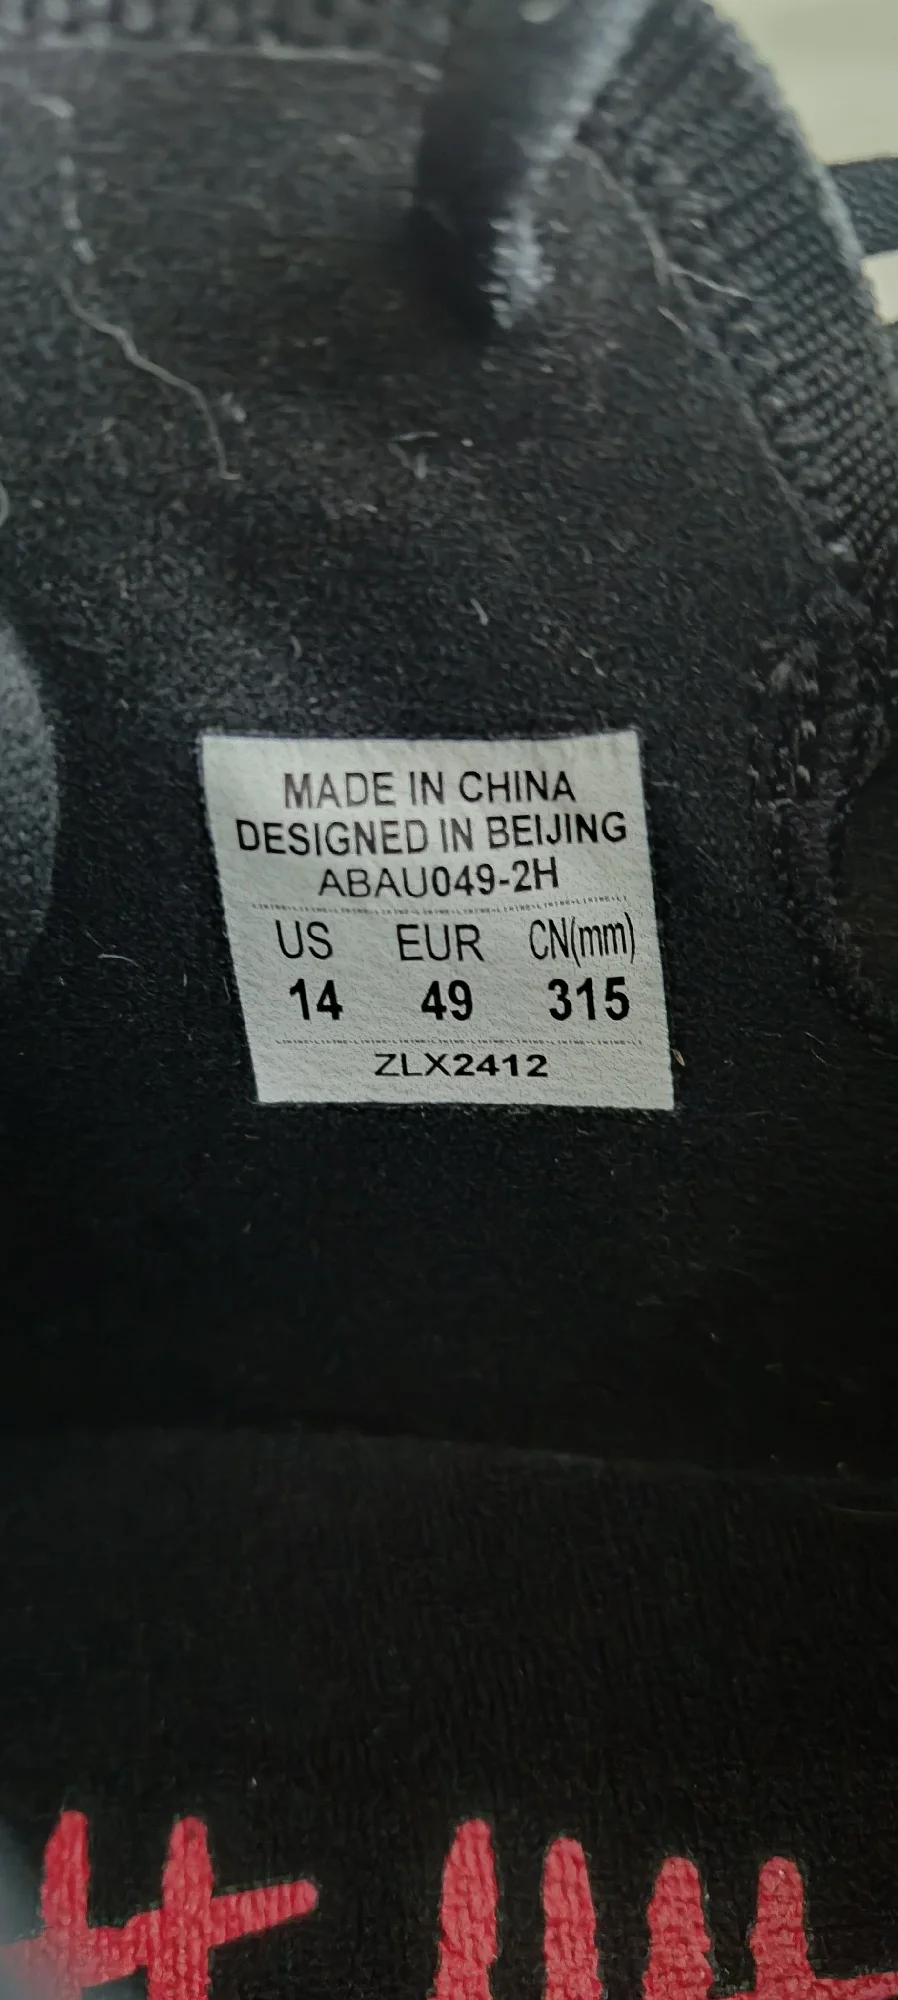 MADE IN CHINA
DESIGNED IN BEIJING
ABAU049-2H
US EUR CN(mm)
14 49 315
ZLX2412